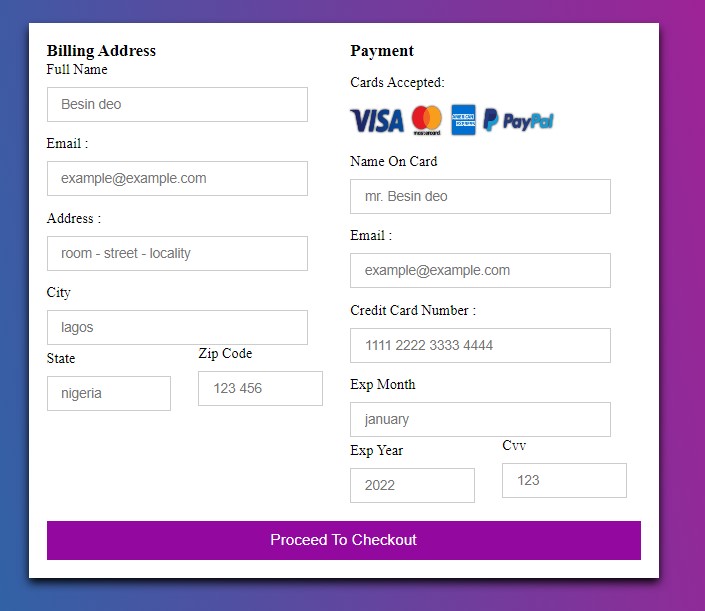 Billing Address
Full Name
Besin deo
Email :
example@example.com
Address :
room - street - locality
City
lagos
State
Zip Code
nigeria
123 456
Payment
Cards Accepted:
VISA mastercard AMERICAN EXPRESS PayPal
Name On Card
mr. Besin deo
Email :
example@example.com
Credit Card Number :
1111 2222 3333 4444
Exp Month
january
Exp Year
Cvv
2022
123
Proceed To Checkout